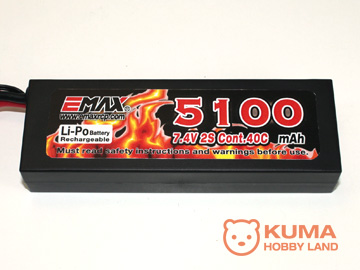 EMAX®
www.emaxrcp.com
Li-Po Battery
Rechargeable
5100
7.4V 2S Cont.40C mAh
Must read safety instructions and warnings before use.
KUMA
HOBBY LAND